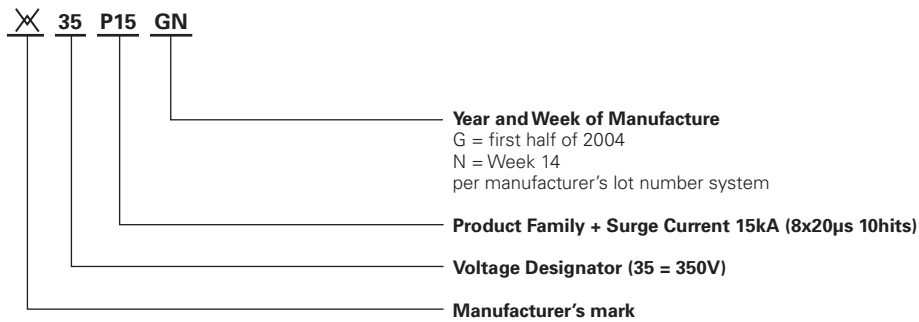 35 P15 GN
Year and Week of Manufacture
G = first half of 2004
N = Week 14
per manufacturer's lot number system
Product Family + Surge Current 15kA (8x20µs 10hits)
Voltage Designator (35 = 350V)
Manufacturer's mark